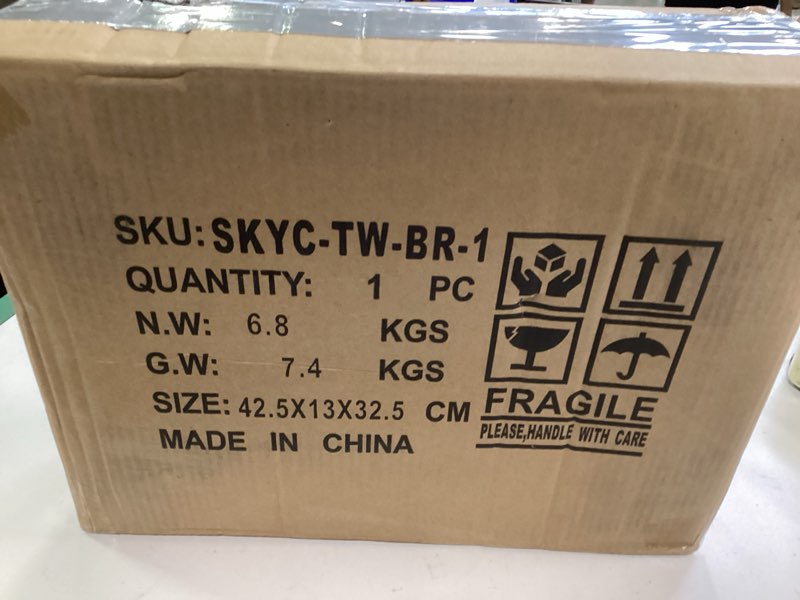 SKU: SKYC-TW-BR-1
QUANTITY: 1 PC
N.W: 6.8 KGS
G.W: 7.4 KGS
SIZE: 42.5X13X32.5 CM
MADE IN CHINA
FRAGILE
PLEASE,HANDLE WITH CARE